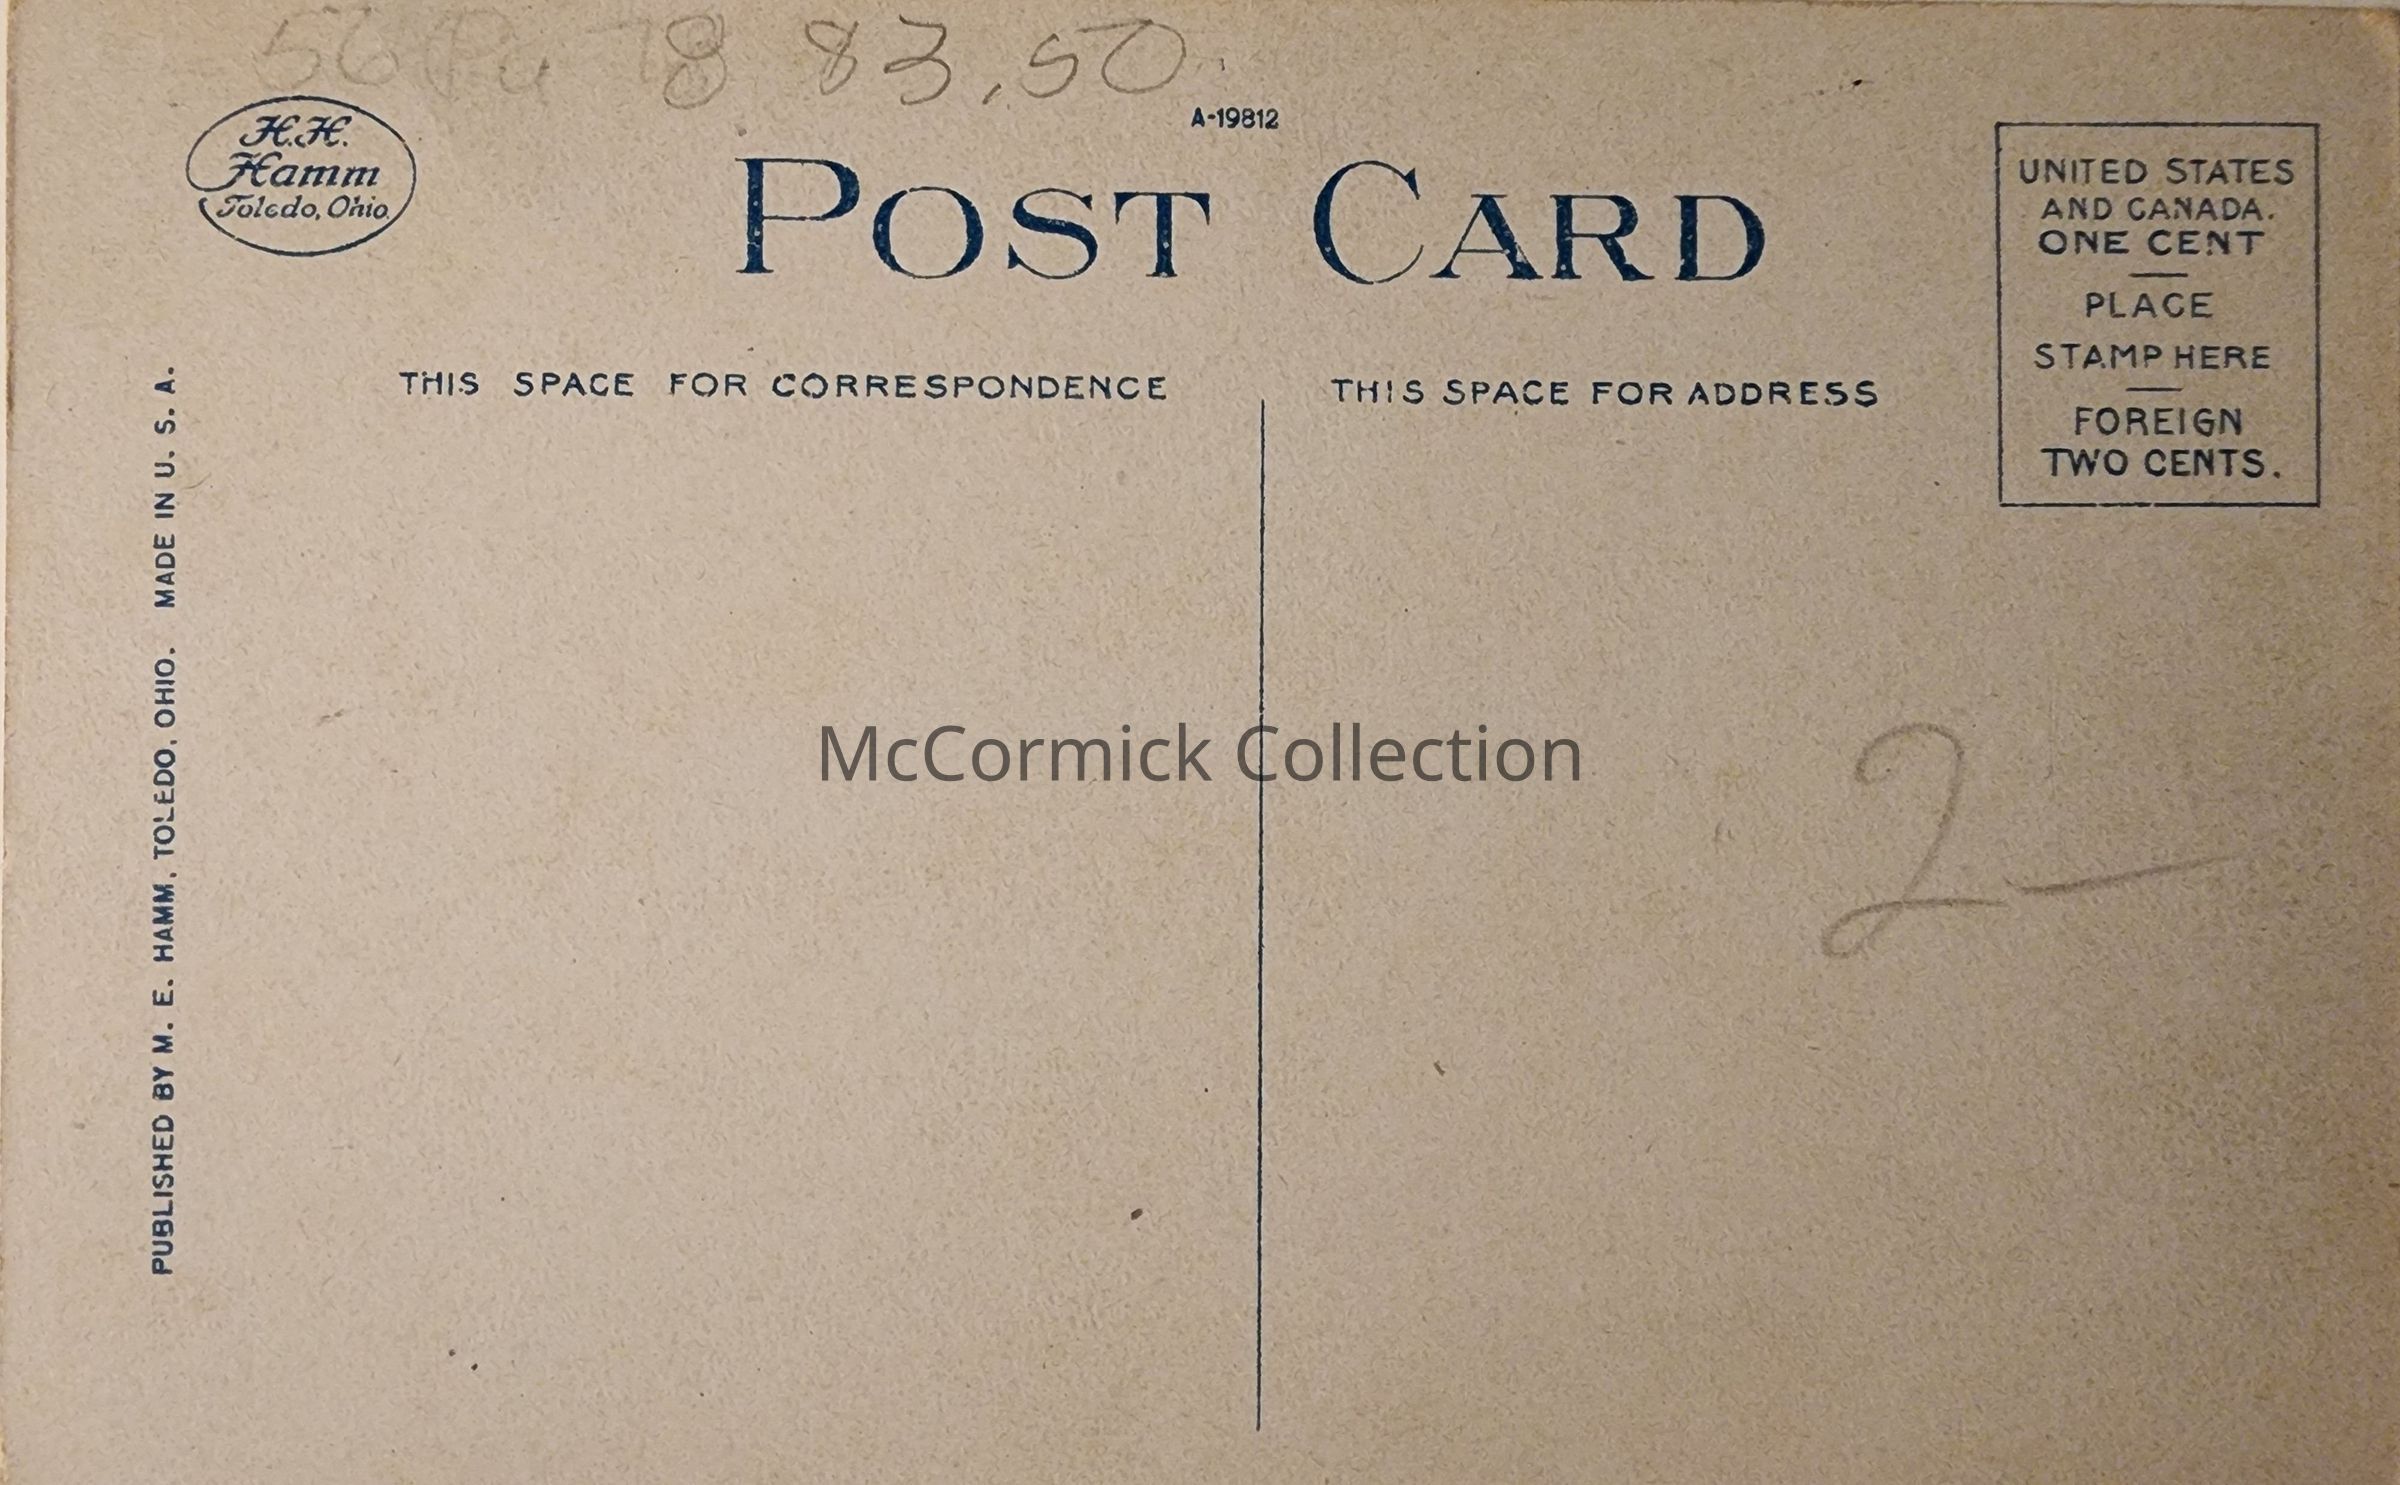 83.50
A-19812
H.H.
Hamm
Toledo, Ohio.
POST CARD
UNITED STATES
AND CANADA.
ONE CENT
PLACE
STAMP HERE
FOREIGN
TWO CENTS.
THIS SPACE FOR CORRESPONDENCE
THIS SPACE FOR ADDRESS
PUBLISHED BY M. E. HAMM, TOLEDO, OHIO. MADE IN U. S. A.
McCormick Collection
2—